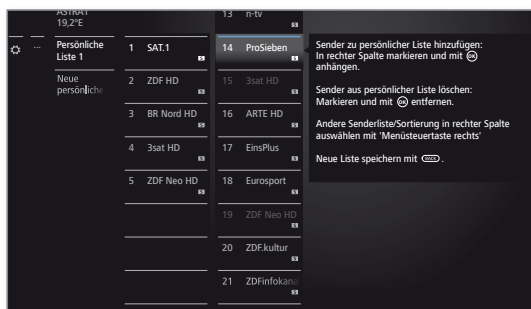 ASTRA1
19,2°E
...
Persönliche
Liste 1
Neue
persönliche
1 SAT.1
2 ZDF HD
3 BR Nord HD
4 3sat HD
5 ZDF Neo HD
13 n-tv
14 ProSieben
15 3sat HD
16 ARTE HD
17 EinsPlus
18 Eurosport
19 ZDF Neo HD
20 ZDF.kultur
21 ZDFinfokana
Sender zu persönlicher Liste hinzufügen:
In rechter Spalte markieren und mit OK
anhängen.
Sender aus persönlicher Liste löschen:
Markieren und mit OK entfernen.
Andere Senderliste/Sortierung in rechter Spalte
auswählen mit 'Menüsteuertaste rechts'
Neue Liste speichern mit BACK.